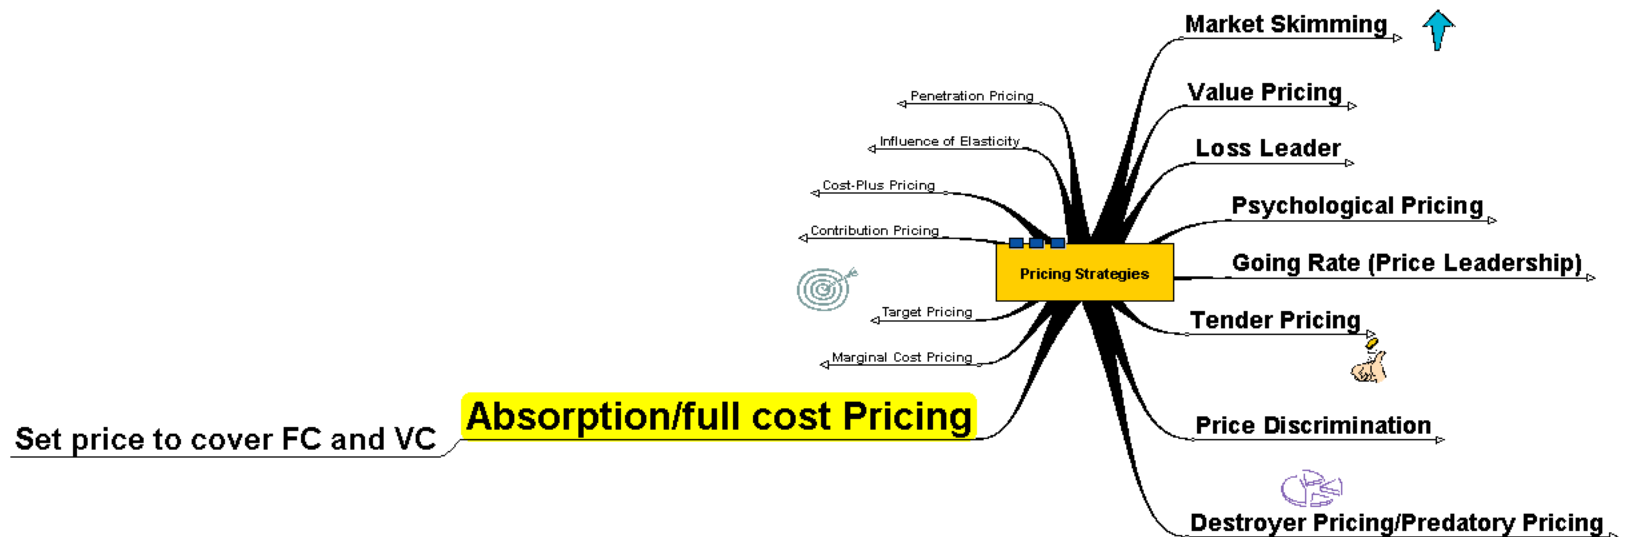 Market Skimming
Value Pricing
Penetration Pricing
Influence of Elasticity
Loss Leader
Cost-Plus Pricing
Psychological Pricing
Contribution Pricing
Pricing Strategies
Going Rate (Price Leadership)
Target Pricing
Tender Pricing
Marginal Cost Pricing
Absorption/full cost Pricing
Set price to cover FC and VC
Price Discrimination
Destroyer Pricing/Predatory Pricing